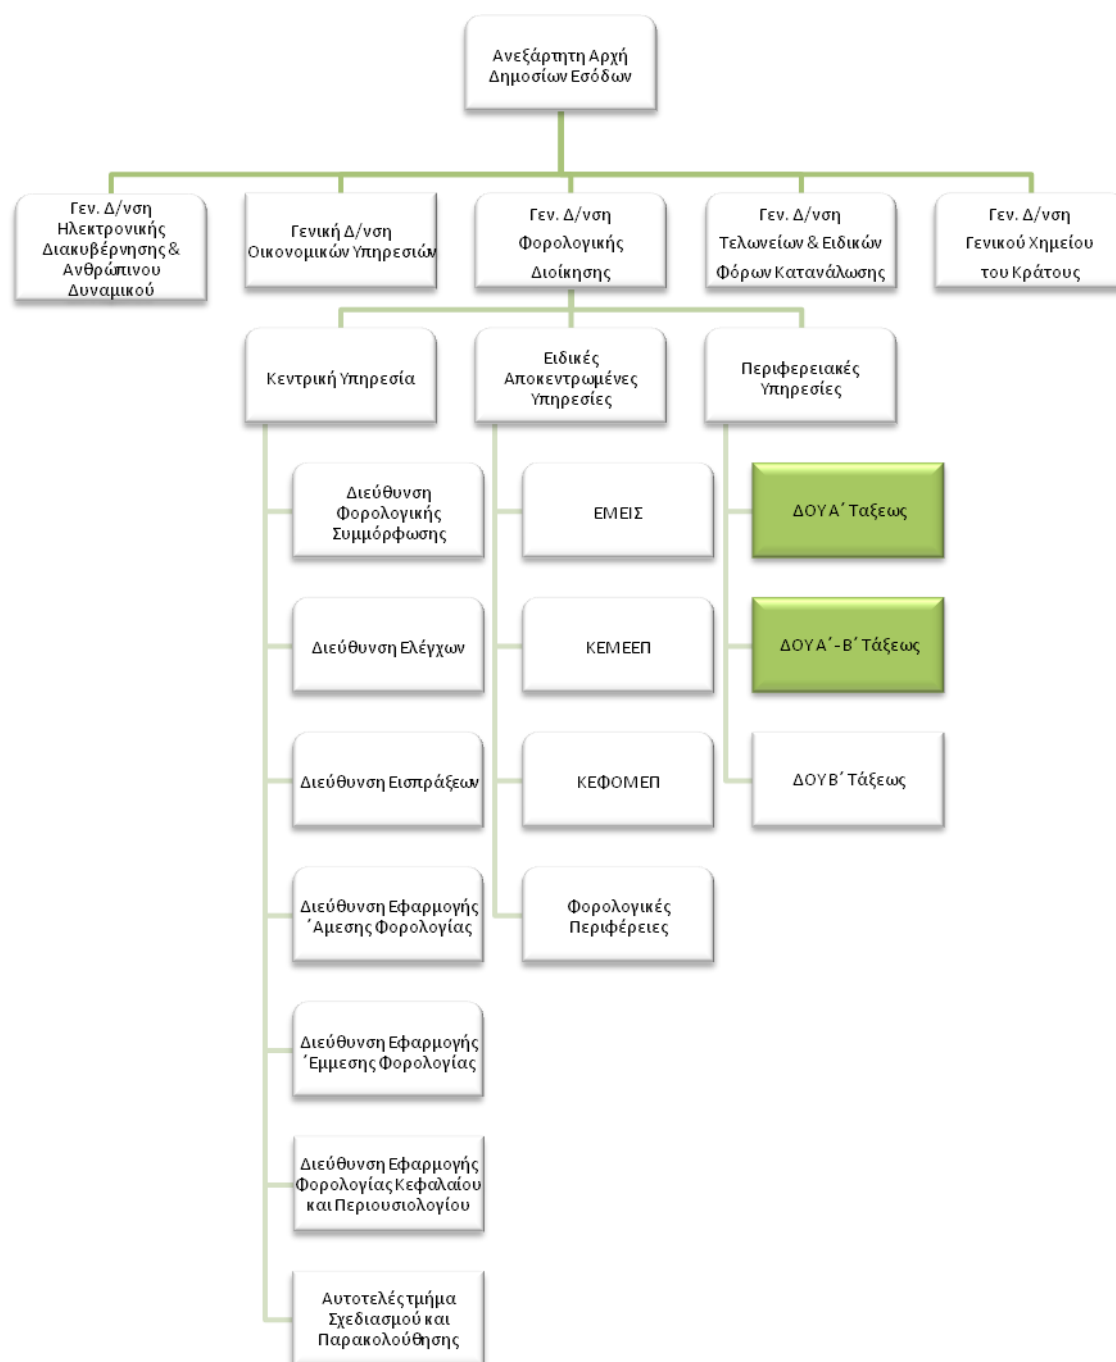 Ανεξάρτητη Αρχή
Δημοσίων Εσόδων
Γεν. Δ/νση
Ηλεκτρονικής
Διακυβέρνησης &
Ανθρώπινου
Δυναμικού
Γενική Δ/νση
Οικονομικών Υπηρεσιών
Γεν. Δ/νση
Φορολογικής
Διοίκησης
Γεν. Δ/νση
Τελωνείων & Ειδικών
Φόρων Κατανάλωσης
Γεν. Δ/νση
Γενικού Χημείου
του Κράτους
Κεντρική Υπηρεσία
Ειδικές
Αποκεντρωμένες
Υπηρεσίες
Περιφερειακές
Υπηρεσίες
Διεύθυνση
Φορολογικής
Συμμόρφωσης
Διεύθυνση Ελέγχων
Διεύθυνση Εισπράξεων
Διεύθυνση Εφαρμογής
΄Αμεσης Φορολογίας
Διεύθυνση Εφαρμογής
΄Εμμεσης Φορολογίας
Διεύθυνση Εφαρμογής
Φορολογίας Κεφαλαίου
και Περιουσιολογίου
Αυτοτελές τμήμα
Σχεδιασμού και
Παρακολούθησης
ΕΜΕΙΣ
ΚΕΜΕΕΠ
ΚΕΦΟΜΕΠ
Φορολογικές
Περιφέρειες
ΔΟΥ Α΄ Ταξεως
ΔΟΥ Α΄-Β΄ Τάξεως
ΔΟΥ Β΄ Τάξεως